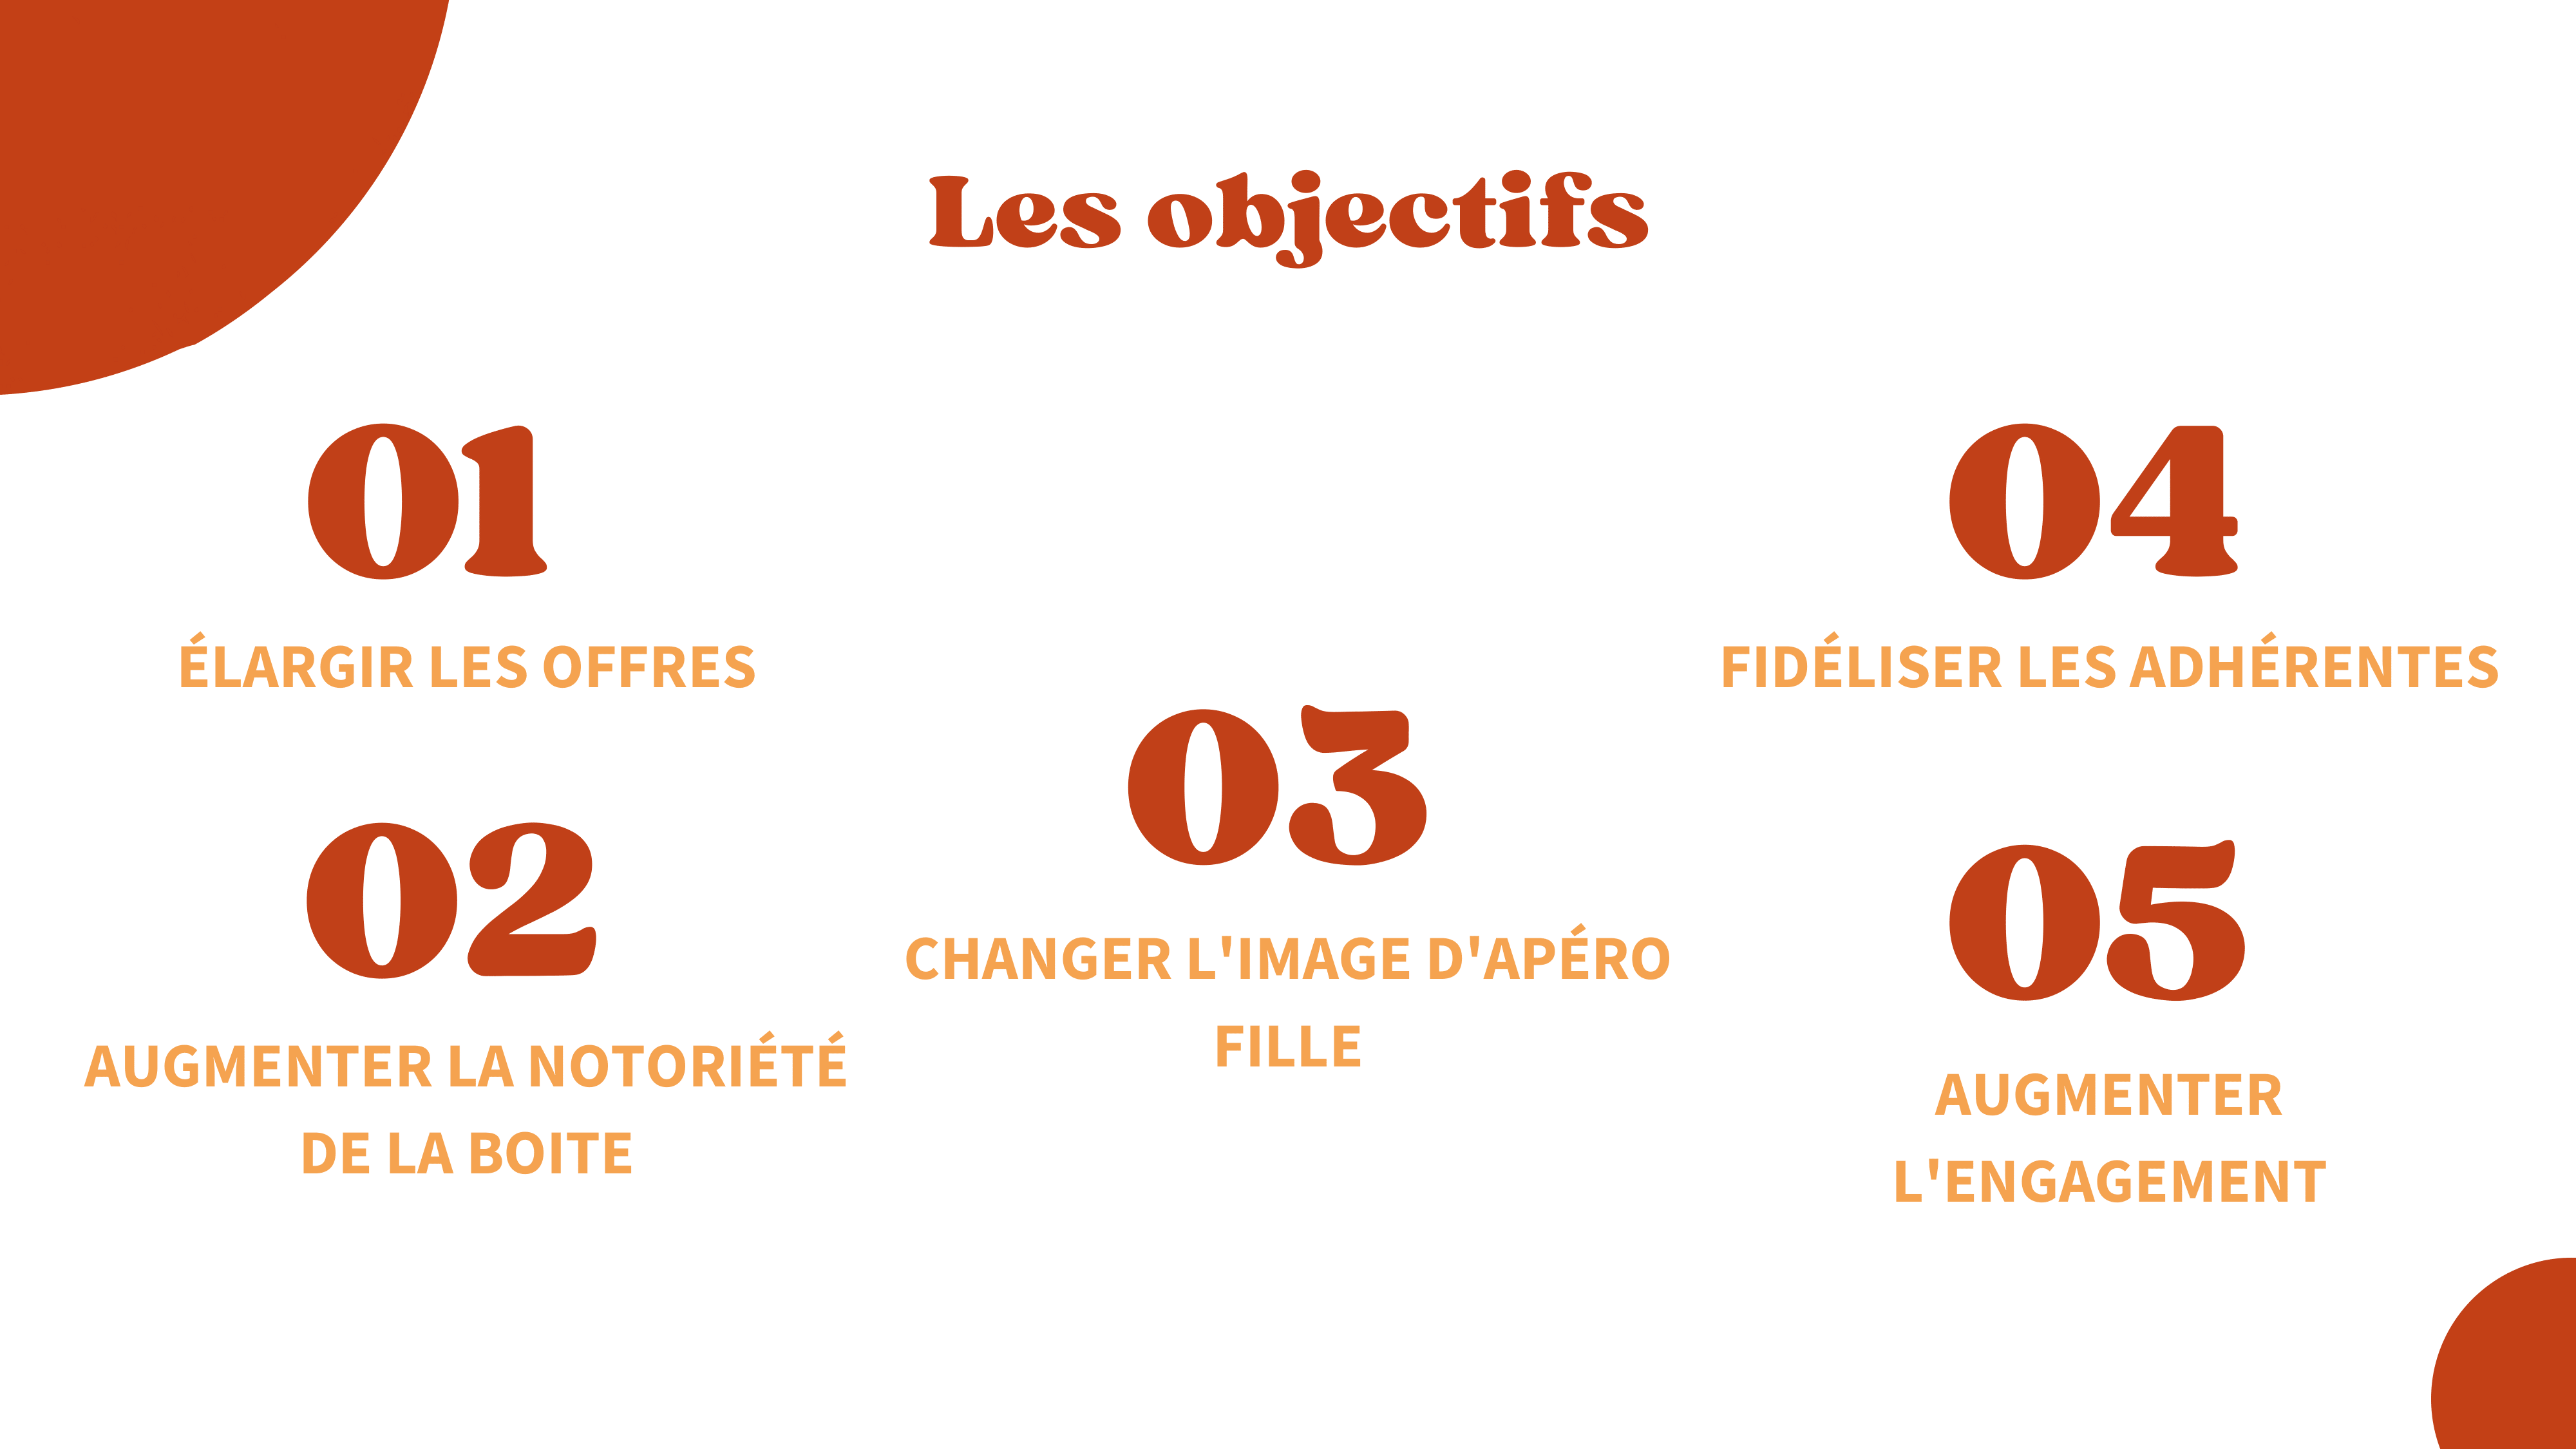 Les objectifs
01
ÉLARGIR LES OFFRES
02
AUGMENTER LA NOTORIÉTÉ
DE LA BOITE
03
CHANGER L'IMAGE D'APÉRO
FILLE
04
FIDÉLISER LES ADHÉRENTES
05
AUGMENTER
L'ENGAGEMENT